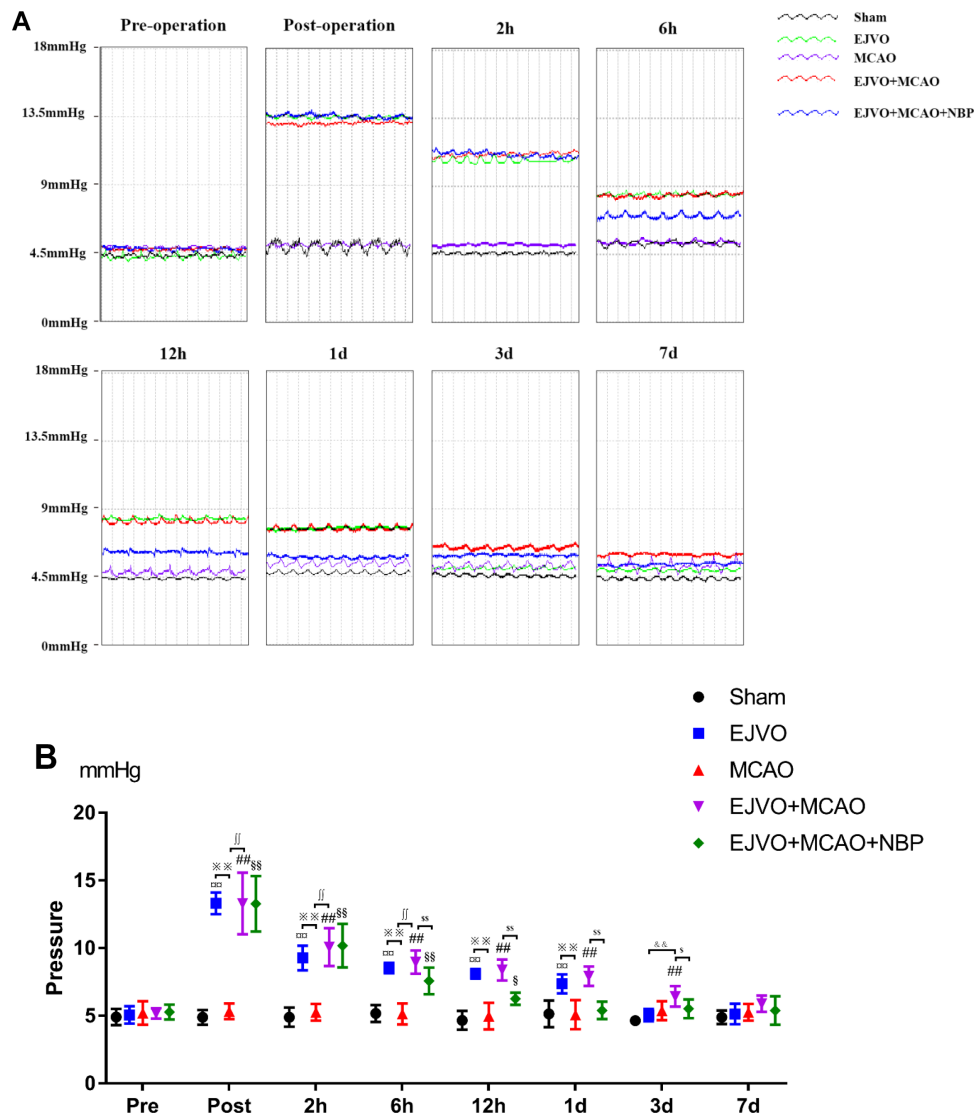 A
Pre-operation Post-operation 2h 6h
Sham
EJVO
MCAO
EJVO+MCAO
EJVO+MCAO+NBP
18mmHg
13.5mmHg
9mmHg
4.5mmHg
0mmHg
12h 1d 3d 7d
18mmHg
13.5mmHg
9mmHg
4.5mmHg
0mmHg
Sham
EJVO
MCAO
EJVO+MCAO
EJVO+MCAO+NBP
B mmHg
Pressure
20
15
10
5
0
¤¤ ※※ ∫∫ ## §§
¤¤ ※※ ∫∫ ## §§
¤¤ ※※ ∫∫ ## $$ §§
¤¤ ※※ ## $$ §
¤¤ ※※ ## $$
&& ## $
Pre Post 2h 6h 12h 1d 3d 7d